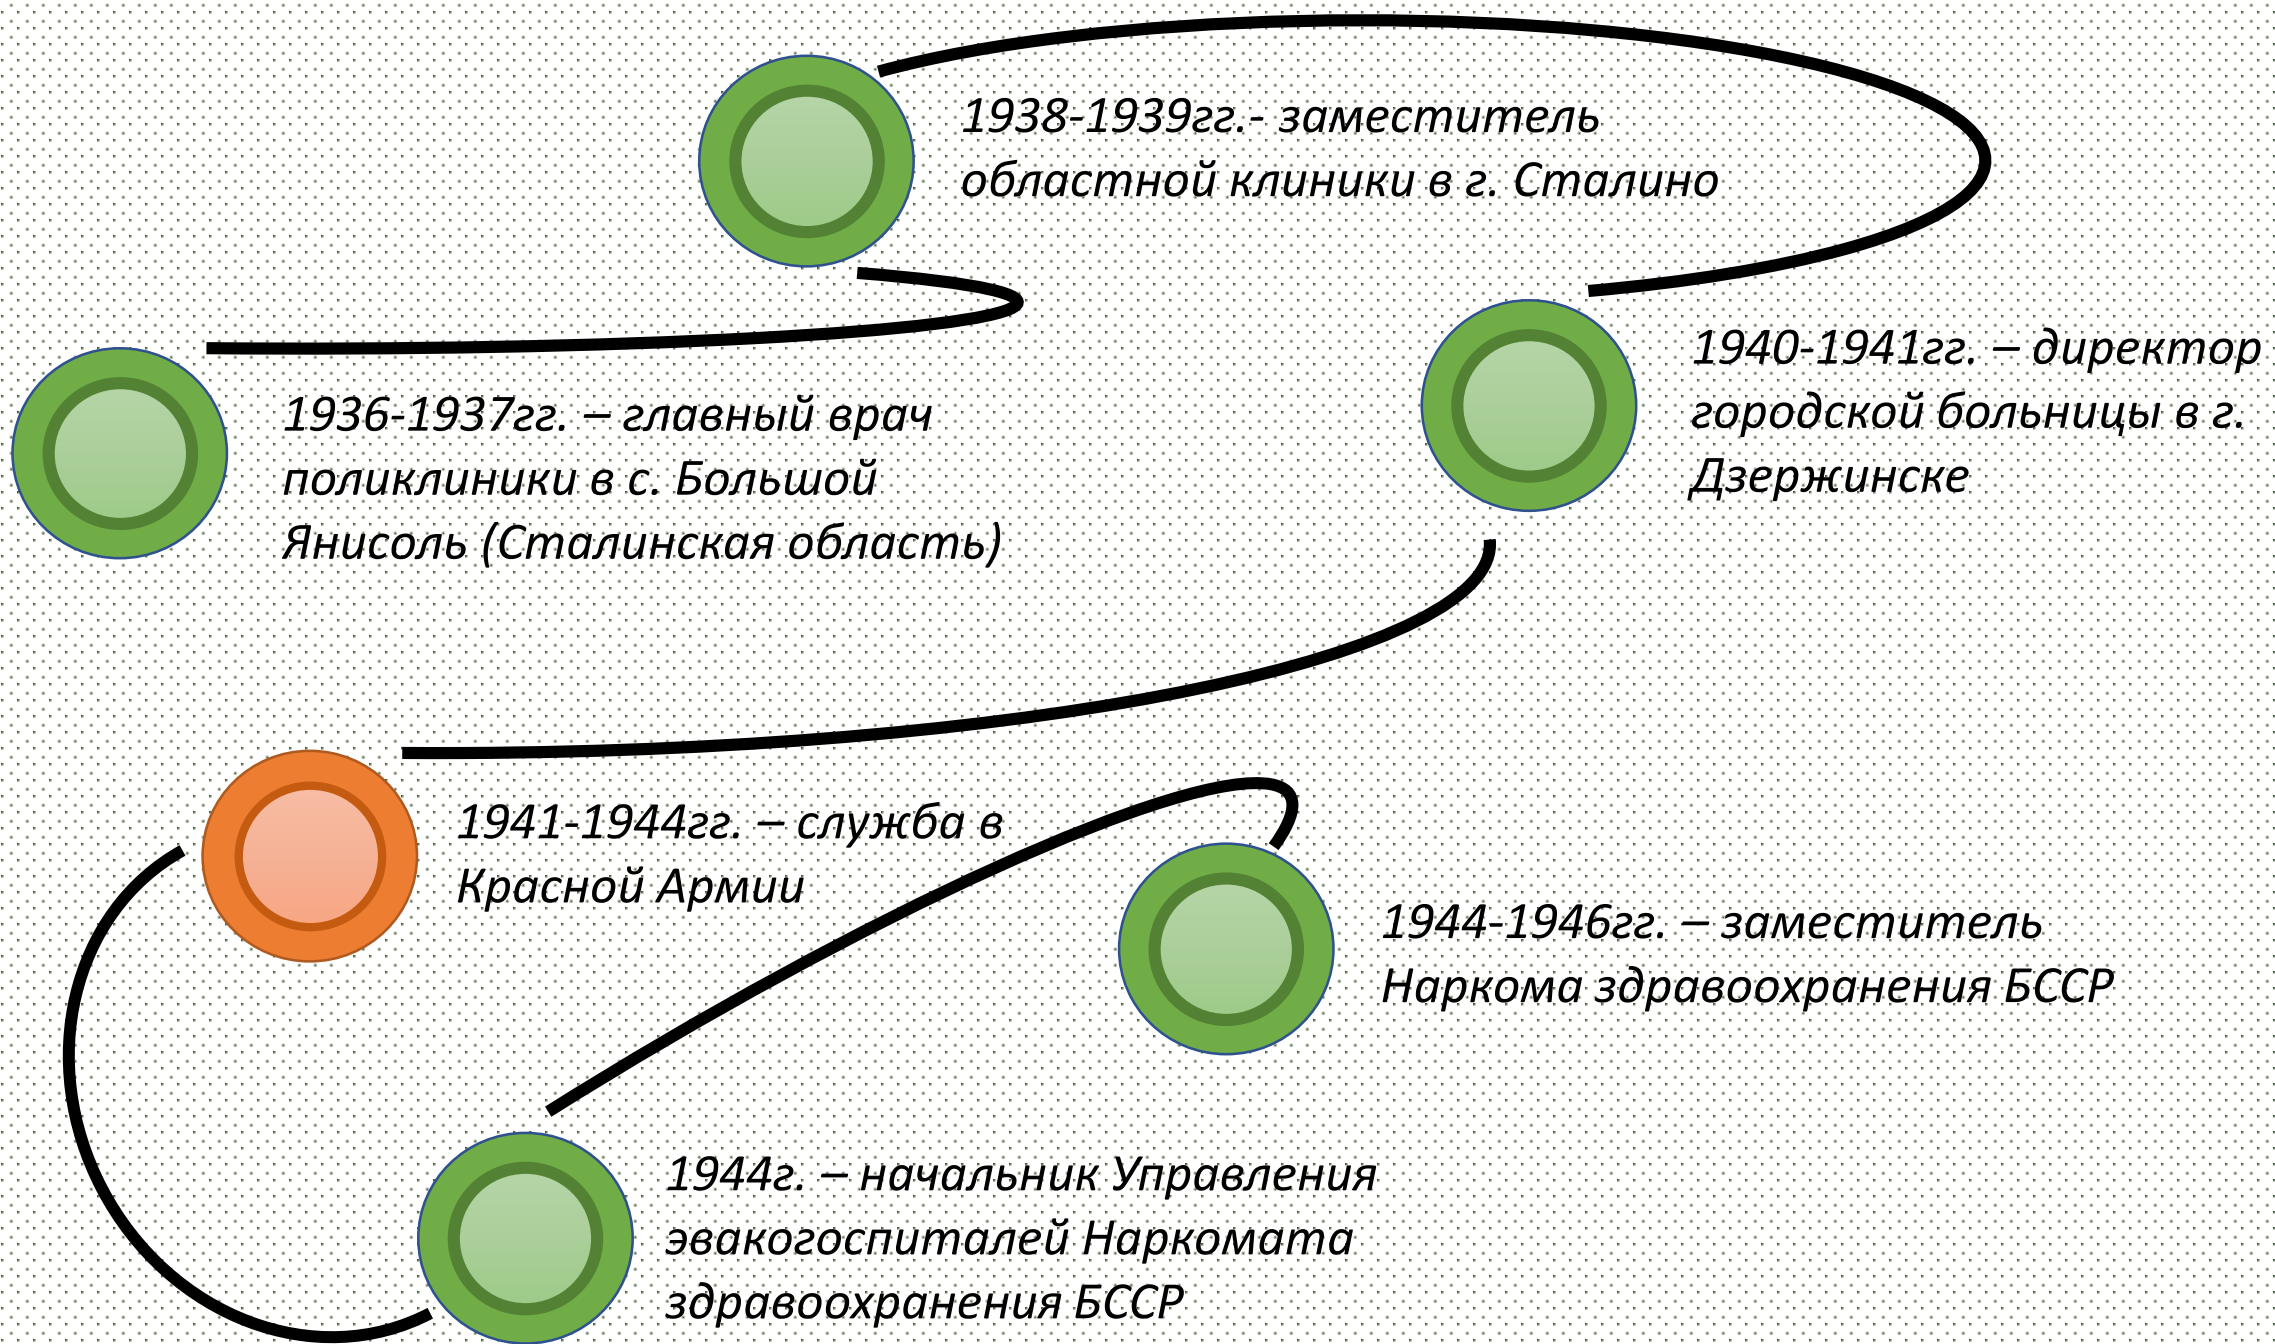 1938-1939гг.- заместитель
областной клиники в г. Сталино
1936-1937гг. – главный врач
поликлиники в с. Большой
Янисоль (Сталинская область)
1940-1941гг. – директор
городской больницы в г.
Дзержинске
1941-1944гг. – служба в
Красной Армии
1944-1946гг. – заместитель
Наркома здравоохранения БССР
1944г. – начальник Управления
эвакогоспиталей Наркомата
здравоохранения БССР